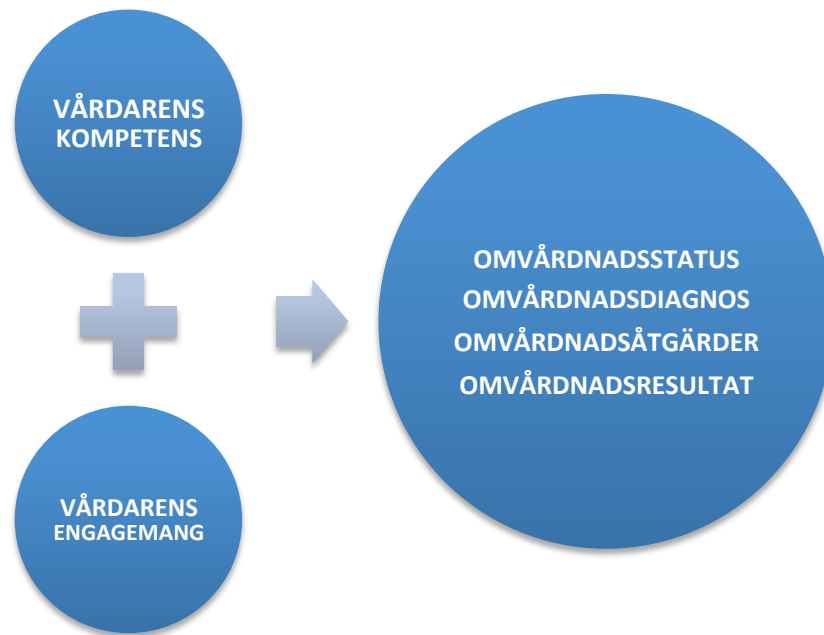 VÅRDARENS
KOMPETENS
VÅRDARENS
ENGAGEMANG
OMVÅRDNADSSTATUS
OMVÅRDNADSDIAGNOS
OMVÅRDNADSÅTGÄRDER
OMVÅRDNADSRESULTAT